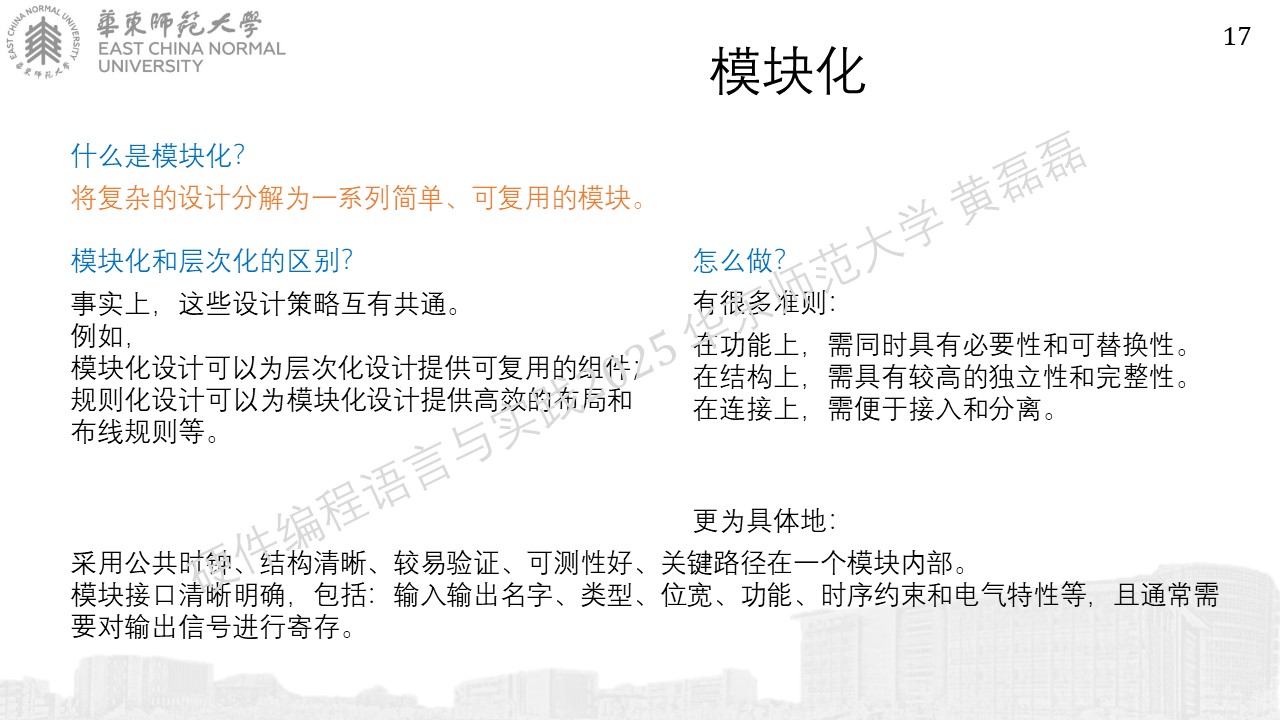 EAST CHINA NORMAL UNIVERSITY
華東師範大學
華東師范大學
EAST CHINA NORMAL
UNIVERSITY
17
模块化
什么是模块化？
将复杂的设计分解为一系列简单、可复用的模块。
模块化和层次化的区别？
事实上，这些设计策略互有共通。
例如，
模块化设计可以为层次化设计提供可复用的组件；
规则化设计可以为模块化设计提供高效的布局和
布线规则等。
怎么做？
有很多准则：
在功能上，需同时具有必要性和可替换性。
在结构上，需具有较高的独立性和完整性。
在连接上，需便于接入和分离。
更为具体地：
采用公共时钟、结构清晰、较易验证、可测性好、关键路径在一个模块内部。
模块接口清晰明确，包括：输入输出名字、类型、位宽、功能、时序约束和电气特性等，且通常需
要对输出信号进行寄存。
硬件编程语言与实践2025 华东师范大学 黄磊磊